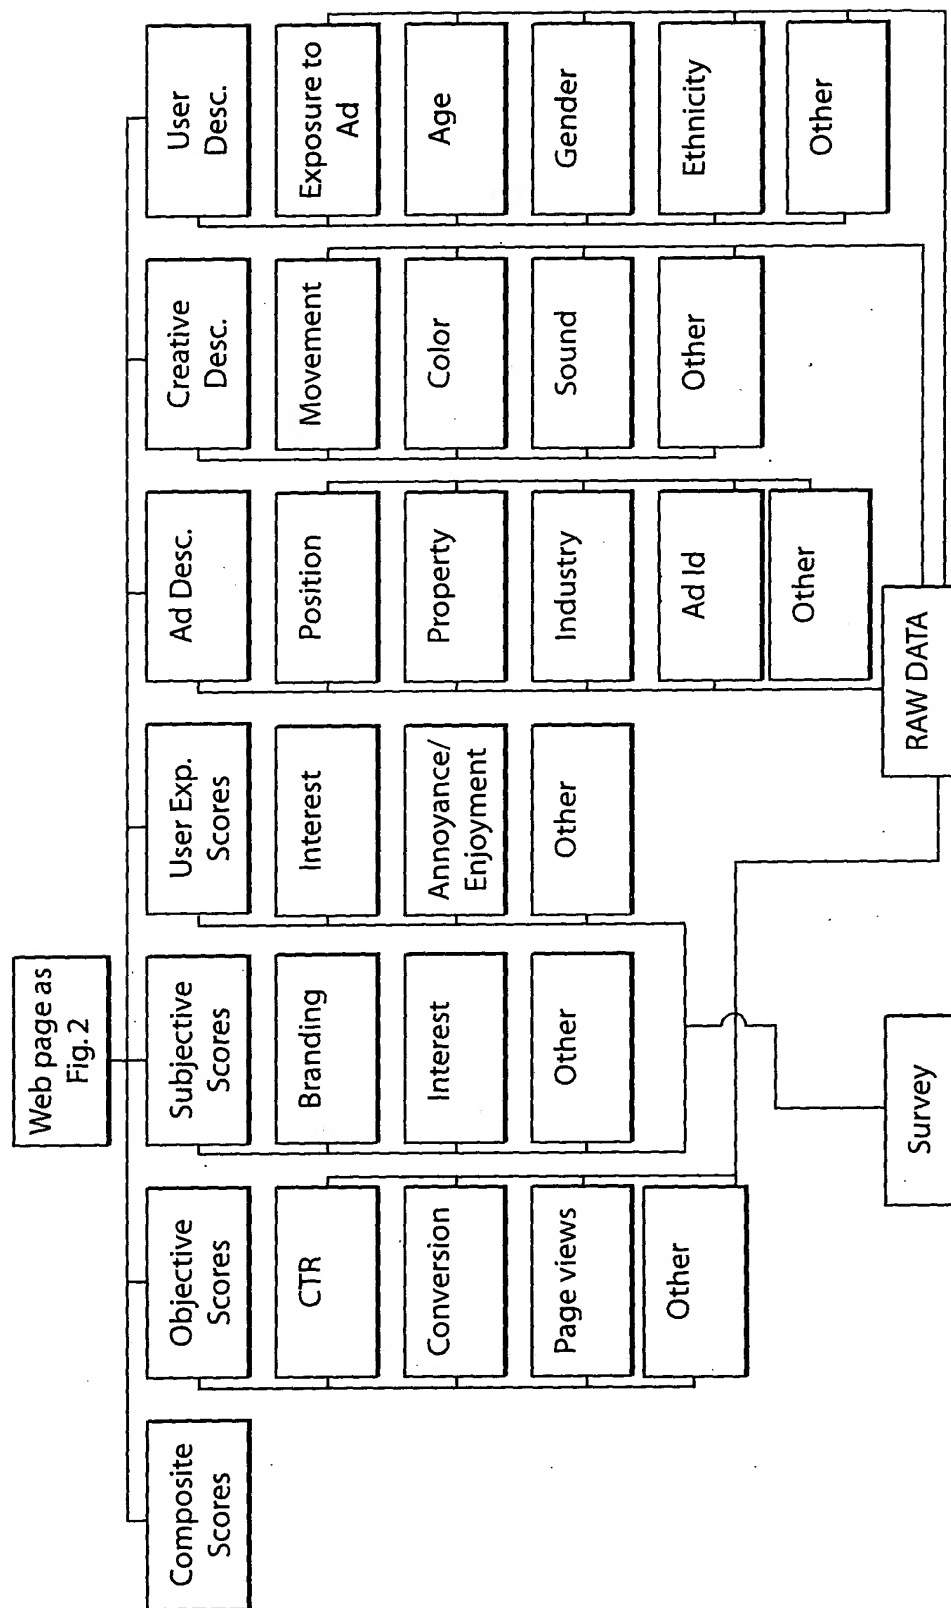 Web page as
Fig. 2
Composite
Scores
Objective
Scores
CTR
Conversion
Page views
Other
Subjective
Scores
Branding
Interest
Other
User Exp.
Scores
Interest
Annoyance/
Enjoyment
Other
Ad Desc.
Position
Property
Industry
Ad Id
Other
Creative
Desc.
Movement
Color
Sound
Other
User
Desc.
Exposure to
Ad
Age
Gender
Ethnicity
Other
Survey
RAW DATA